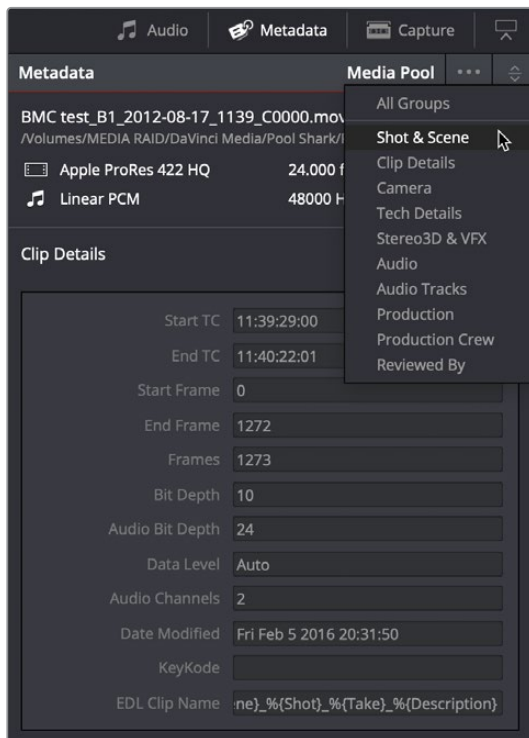 Audio Metadata Capture
Metadata Media Pool •••
BMC test_B1_2012-08-17_1139_C0000.mov
/Volumes/MEDIA RAID/DaVinci Media/Pool Shark/
Apple ProRes 422 HQ 24.000 f
Linear PCM 48000 H
All Groups
Shot & Scene
Clip Details
Camera
Tech Details
Stereo3D & VFX
Audio
Audio Tracks
Production
Production Crew
Reviewed By
Clip Details
Start TC 11:39:29:00
End TC 11:40:22:01
Start Frame 0
End Frame 1272
Frames 1273
Bit Depth 10
Audio Bit Depth 24
Data Level Auto
Audio Channels 2
Date Modified Fri Feb 5 2016 20:31:50
KeyKode
EDL Clip Name ne}_%{Shot}_%{Take}_%{Description}